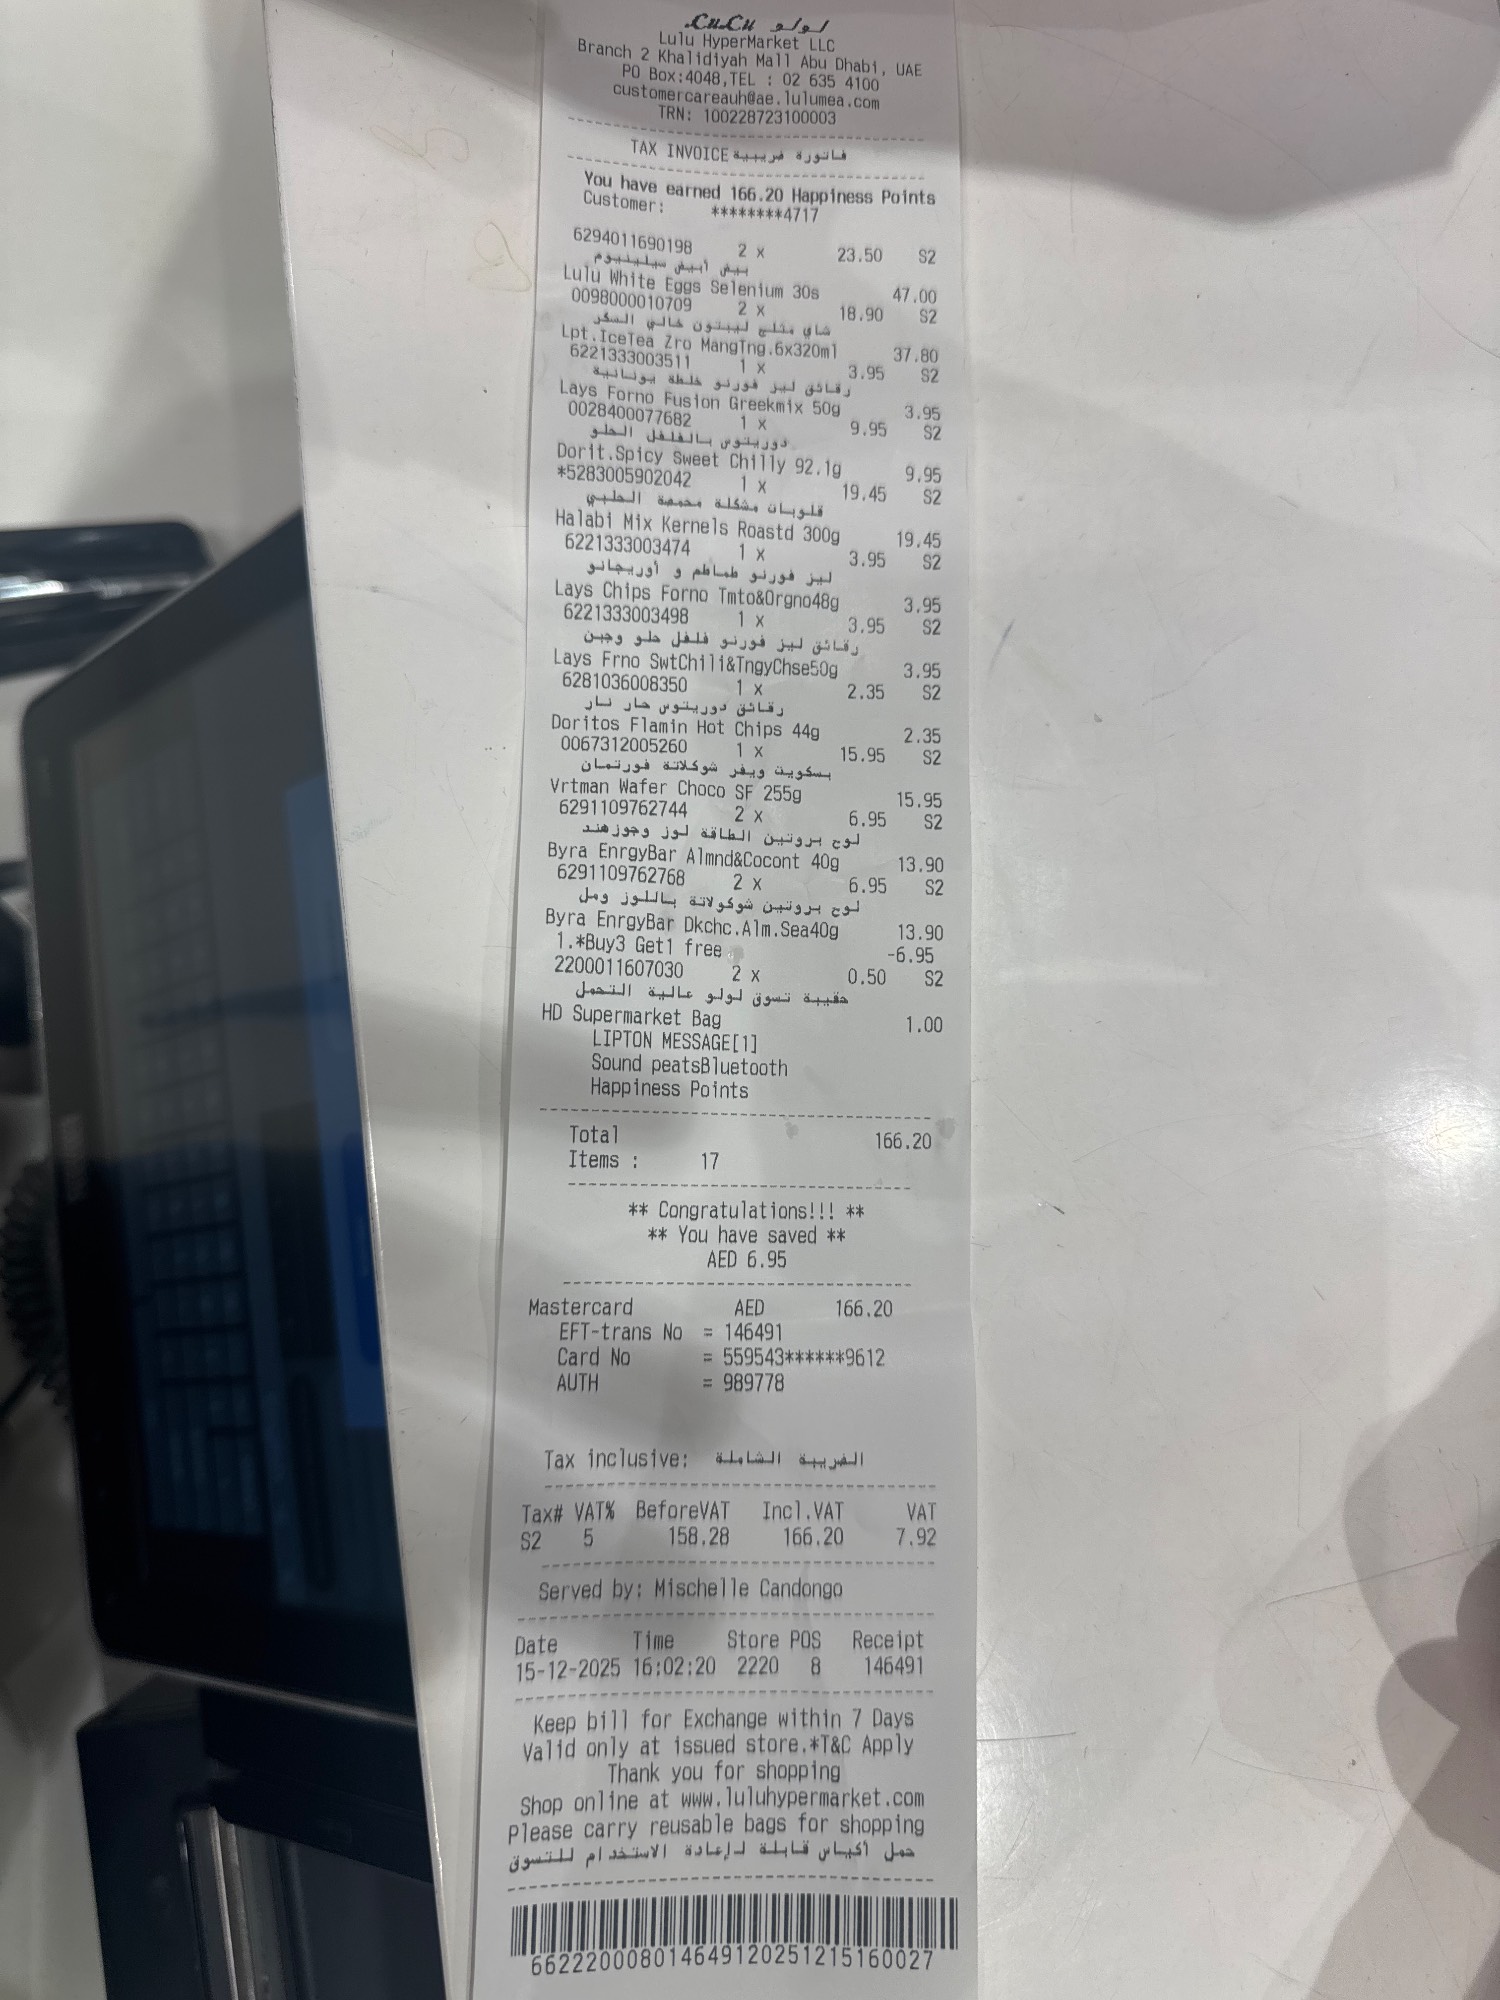 LuLu لولو
Lulu HyperMarket LLC
Branch 2 Khalidiyah Mall Abu Dhabi, UAE
PO Box:4048,TEL : 02 635 4100
customercareauh@ae.lulumea.com
TRN: 100228723100003
TAX INVOICE فاتورة ضريبية
You have earned 166.20 Happiness Points
Customer: ********4717
6294011690198 2 x 23.50 S2
بيض أبيض سيلينيوم
Lulu White Eggs Selenium 30s 47.00
0098000010709 2 x 18.90 S2
شاي مثلج ليبتون خالي السكر
Lpt.IceTea Zro MangTng.6x320ml 37.80
6221333003511 1 x 3.95 S2
رقائق ليز فورنو خلطة يونانية
Lays Forno Fusion Greekmix 50g 3.95
0028400077682 1 x 9.95 S2
دوريتوس بالفلفل الحلو
Dorit.Spicy Sweet Chilly 92.1g 9.95
*5283005902042 1 x 19.45 S2
قلوبات مشكلة محمصة الحلبي
Halabi Mix Kernels Roastd 300g 19.45
6221333003474 1 x 3.95 S2
ليز فورنو طماطم و أوريجانو
Lays Chips Forno Tmto&Orgno48g 3.95
6221333003498 1 x 3.95 S2
رقائق ليز فورنو فلفل حلو وجبن
Lays Frno SwtChili&TngyChse50g 3.95
6281036008350 1 x 2.35 S2
رقائق دوريتوس حار نار
Doritos Flamin Hot Chips 44g 2.35
0067312005260 1 x 15.95 S2
بسكويت ويفر شوكلاتة فورتمان
Vrtman Wafer Choco SF 255g 15.95
6291109762744 2 x 6.95 S2
لوح بروتين الطاقة لوز وجوزهند
Byra EnrgyBar Almnd&Cocont 40g 13.90
6291109762768 2 x 6.95 S2
لوح بروتين شوكولاتة باللوز ومل
Byra EnrgyBar Dkchc.Alm.Sea40g 13.90
1.*Buy3 Get1 free -6.95
2200011607030 2 x 0.50 S2
حقيبة تسوق لولو عالية التحمل
HD Supermarket Bag 1.00
LIPTON MESSAGE[1]
Sound peatsBluetooth
Happiness Points
Total 166.20
Items : 17
** Congratulations!!! **
** You have saved **
AED 6.95
Mastercard AED 166.20
EFT-trans No = 146491
Card No = 559543******9612
AUTH = 989778
Tax inclusive: الضريبة الشاملة
Tax# VAT% BeforeVAT Incl.VAT VAT
S2 5 158.28 166.20 7.92
Served by: Mischelle Candongo
Date Time Store POS Receipt
15-12-2025 16:02:20 2220 8 146491
Keep bill for Exchange within 7 Days
Valid only at issued store.*T&C Apply
Thank you for shopping
Shop online at www.luluhypermarket.com
Please carry reusable bags for shopping
حمل أكياس قابلة لإعادة الاستخدام للتسوق
6622200080146491202512151​60027